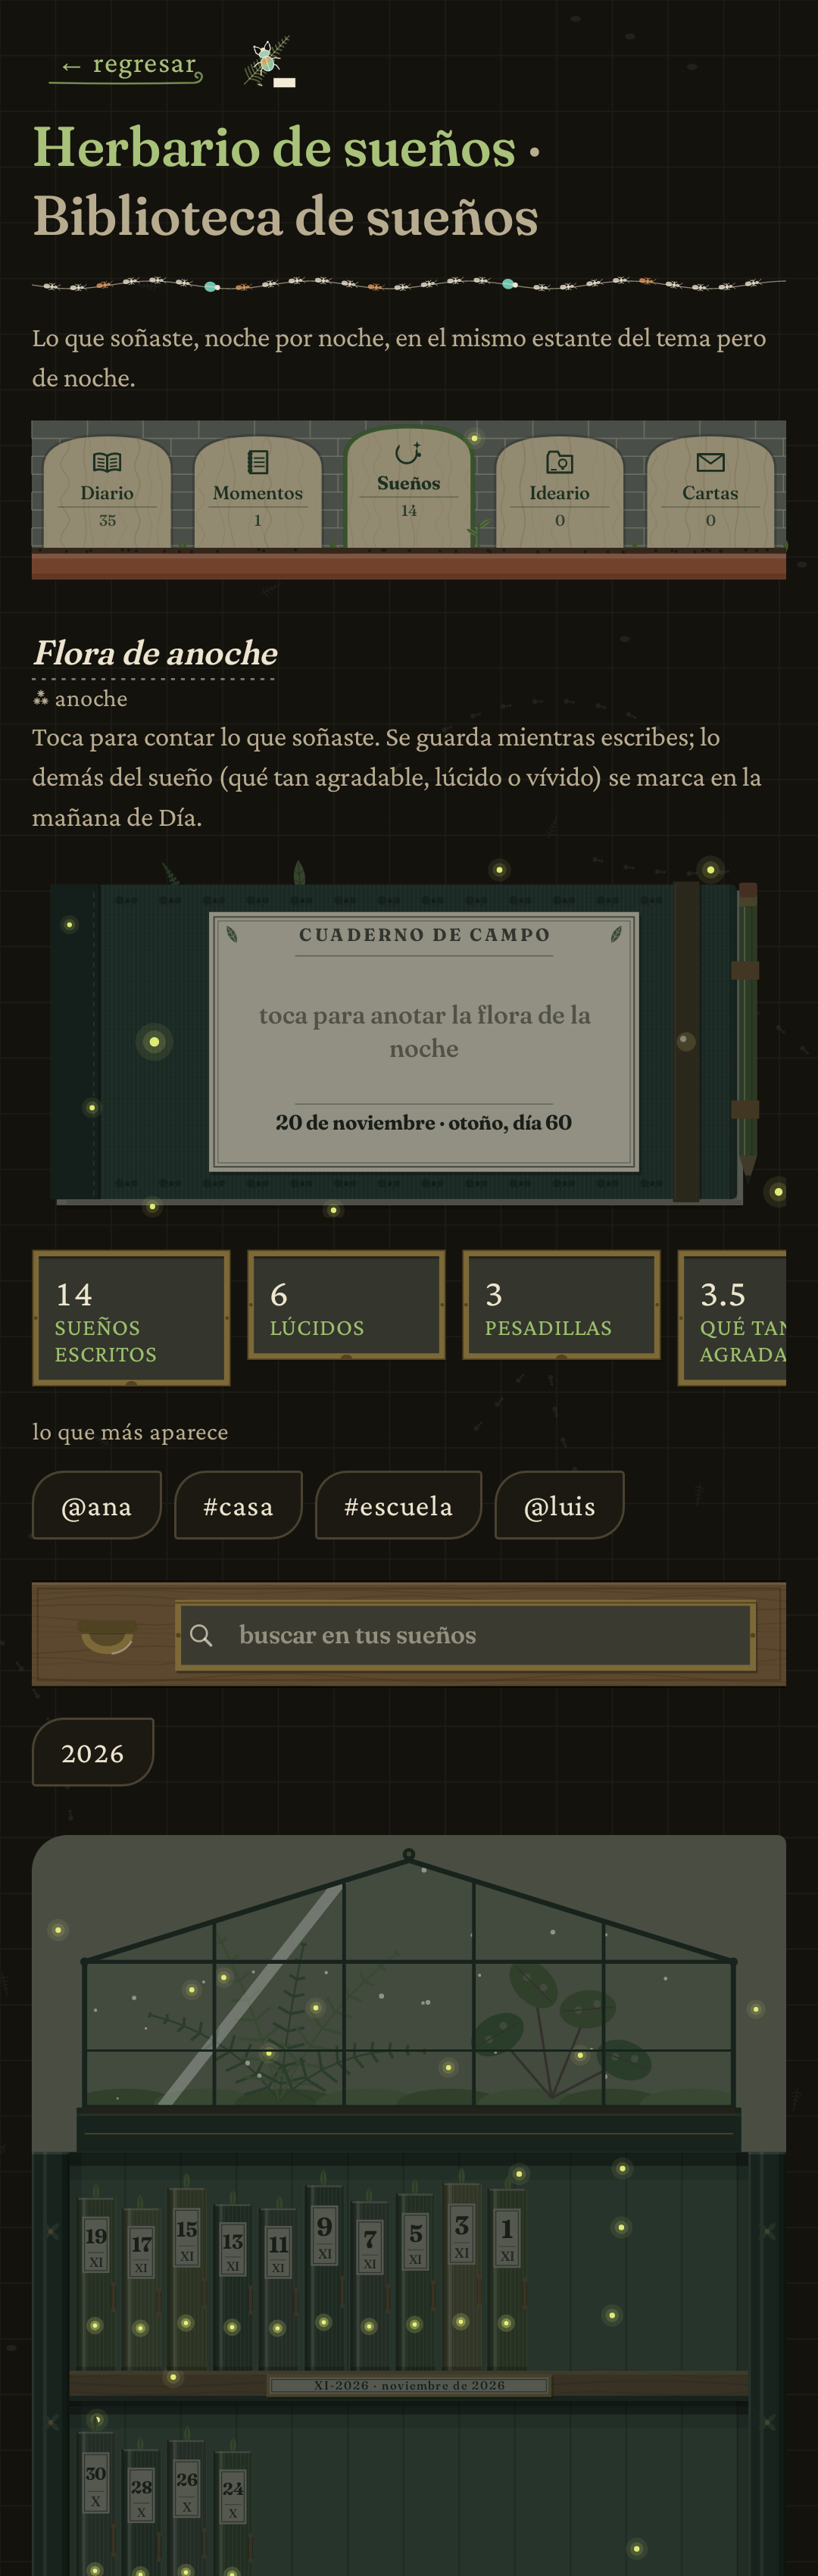 ← regresar
Herbario de sueños ·
Biblioteca de sueños
Lo que soñaste, noche por noche, en el mismo estante del tema pero
de noche.
Diario
35
Momentos
1
Sueños
14
Ideario
0
Cartas
0
Flora de anoche
anoche
Toca para contar lo que soñaste. Se guarda mientras escribes; lo
demás del sueño (qué tan agradable, lúcido o vívido) se marca en la
mañana de Día.
CUADERNO DE CAMPO
toca para anotar la flora de la
noche
20 de noviembre · otoño, día 60
14
SUEÑOS
ESCRITOS
6
LÚCIDOS
3
PESADILLAS
3.5
QUÉ TAN
AGRADA
lo que más aparece
@ana
#casa
#escuela
@luis
buscar en tus sueños
2026
19
XI
17
XI
15
XI
13
XI
11
XI
9
XI
7
XI
5
XI
3
XI
1
XI
XI-2026 · noviembre de 2026
30
X
28
X
26
X
24
X